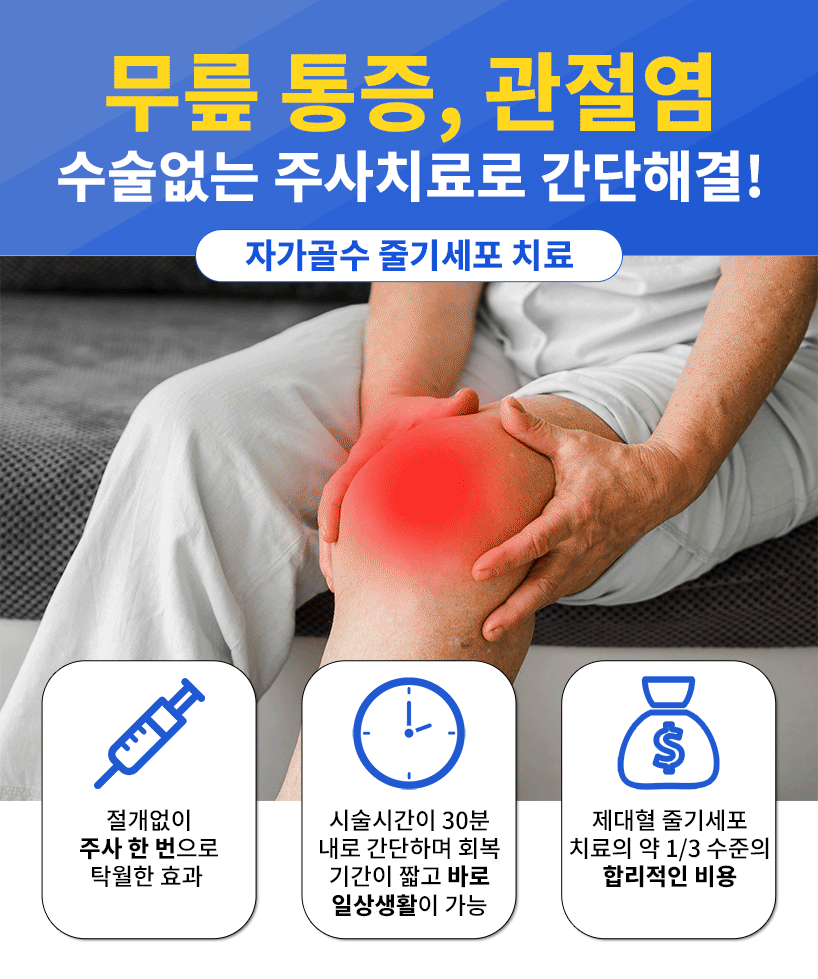 무릎 통증, 관절염
수술없는 주사치료로 간단해결!
자가골수 줄기세포 치료
절개없이
주사 한 번으로
탁월한 효과
시술시간이 30분
내로 간단하며 회복
기간이 짧고 바로
일상생활이 가능
$
제대혈 줄기세포
치료의 약 1/3 수준의
합리적인 비용